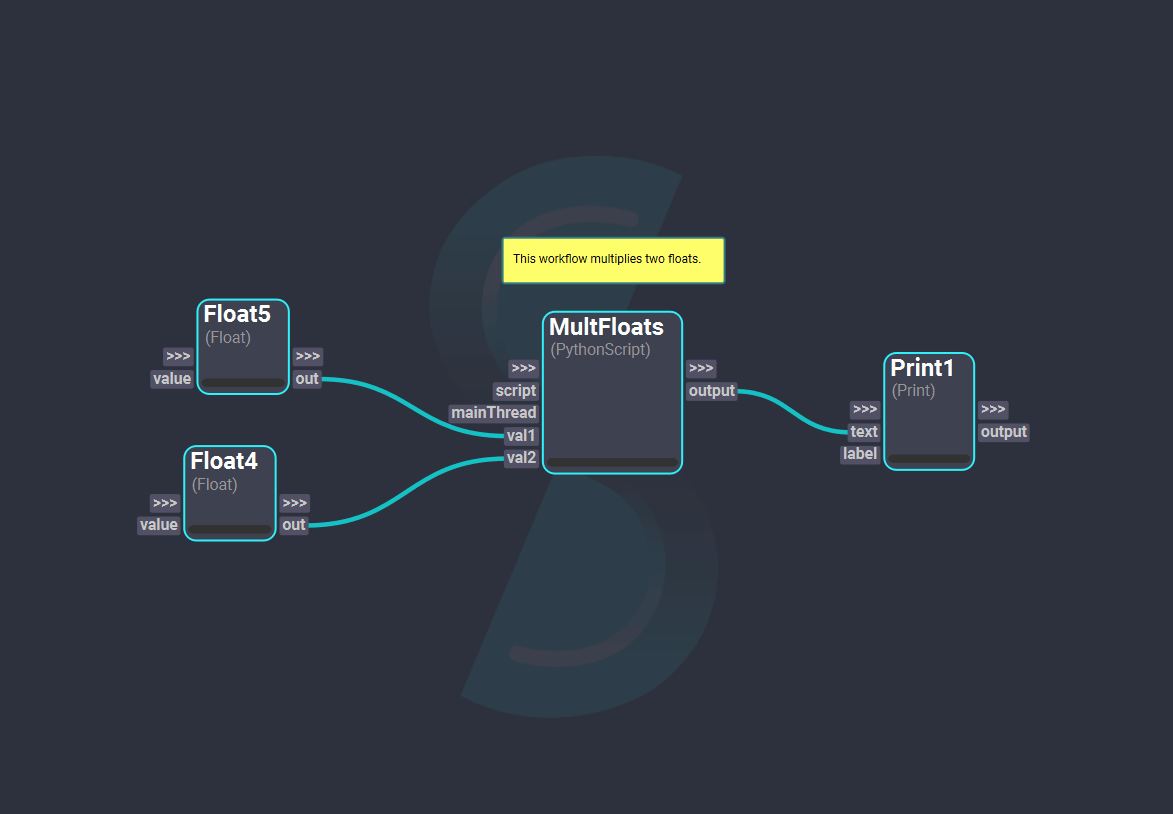 This workflow multiplies two floats.
Float5
(Float)
>>>
>>>
value
out
MultFloats
(PythonScript)
>>>
>>>
script
output
mainThread
val1
val2
Print1
(Print)
>>>
>>>
text
output
label
Float4
(Float)
>>>
>>>
value
out